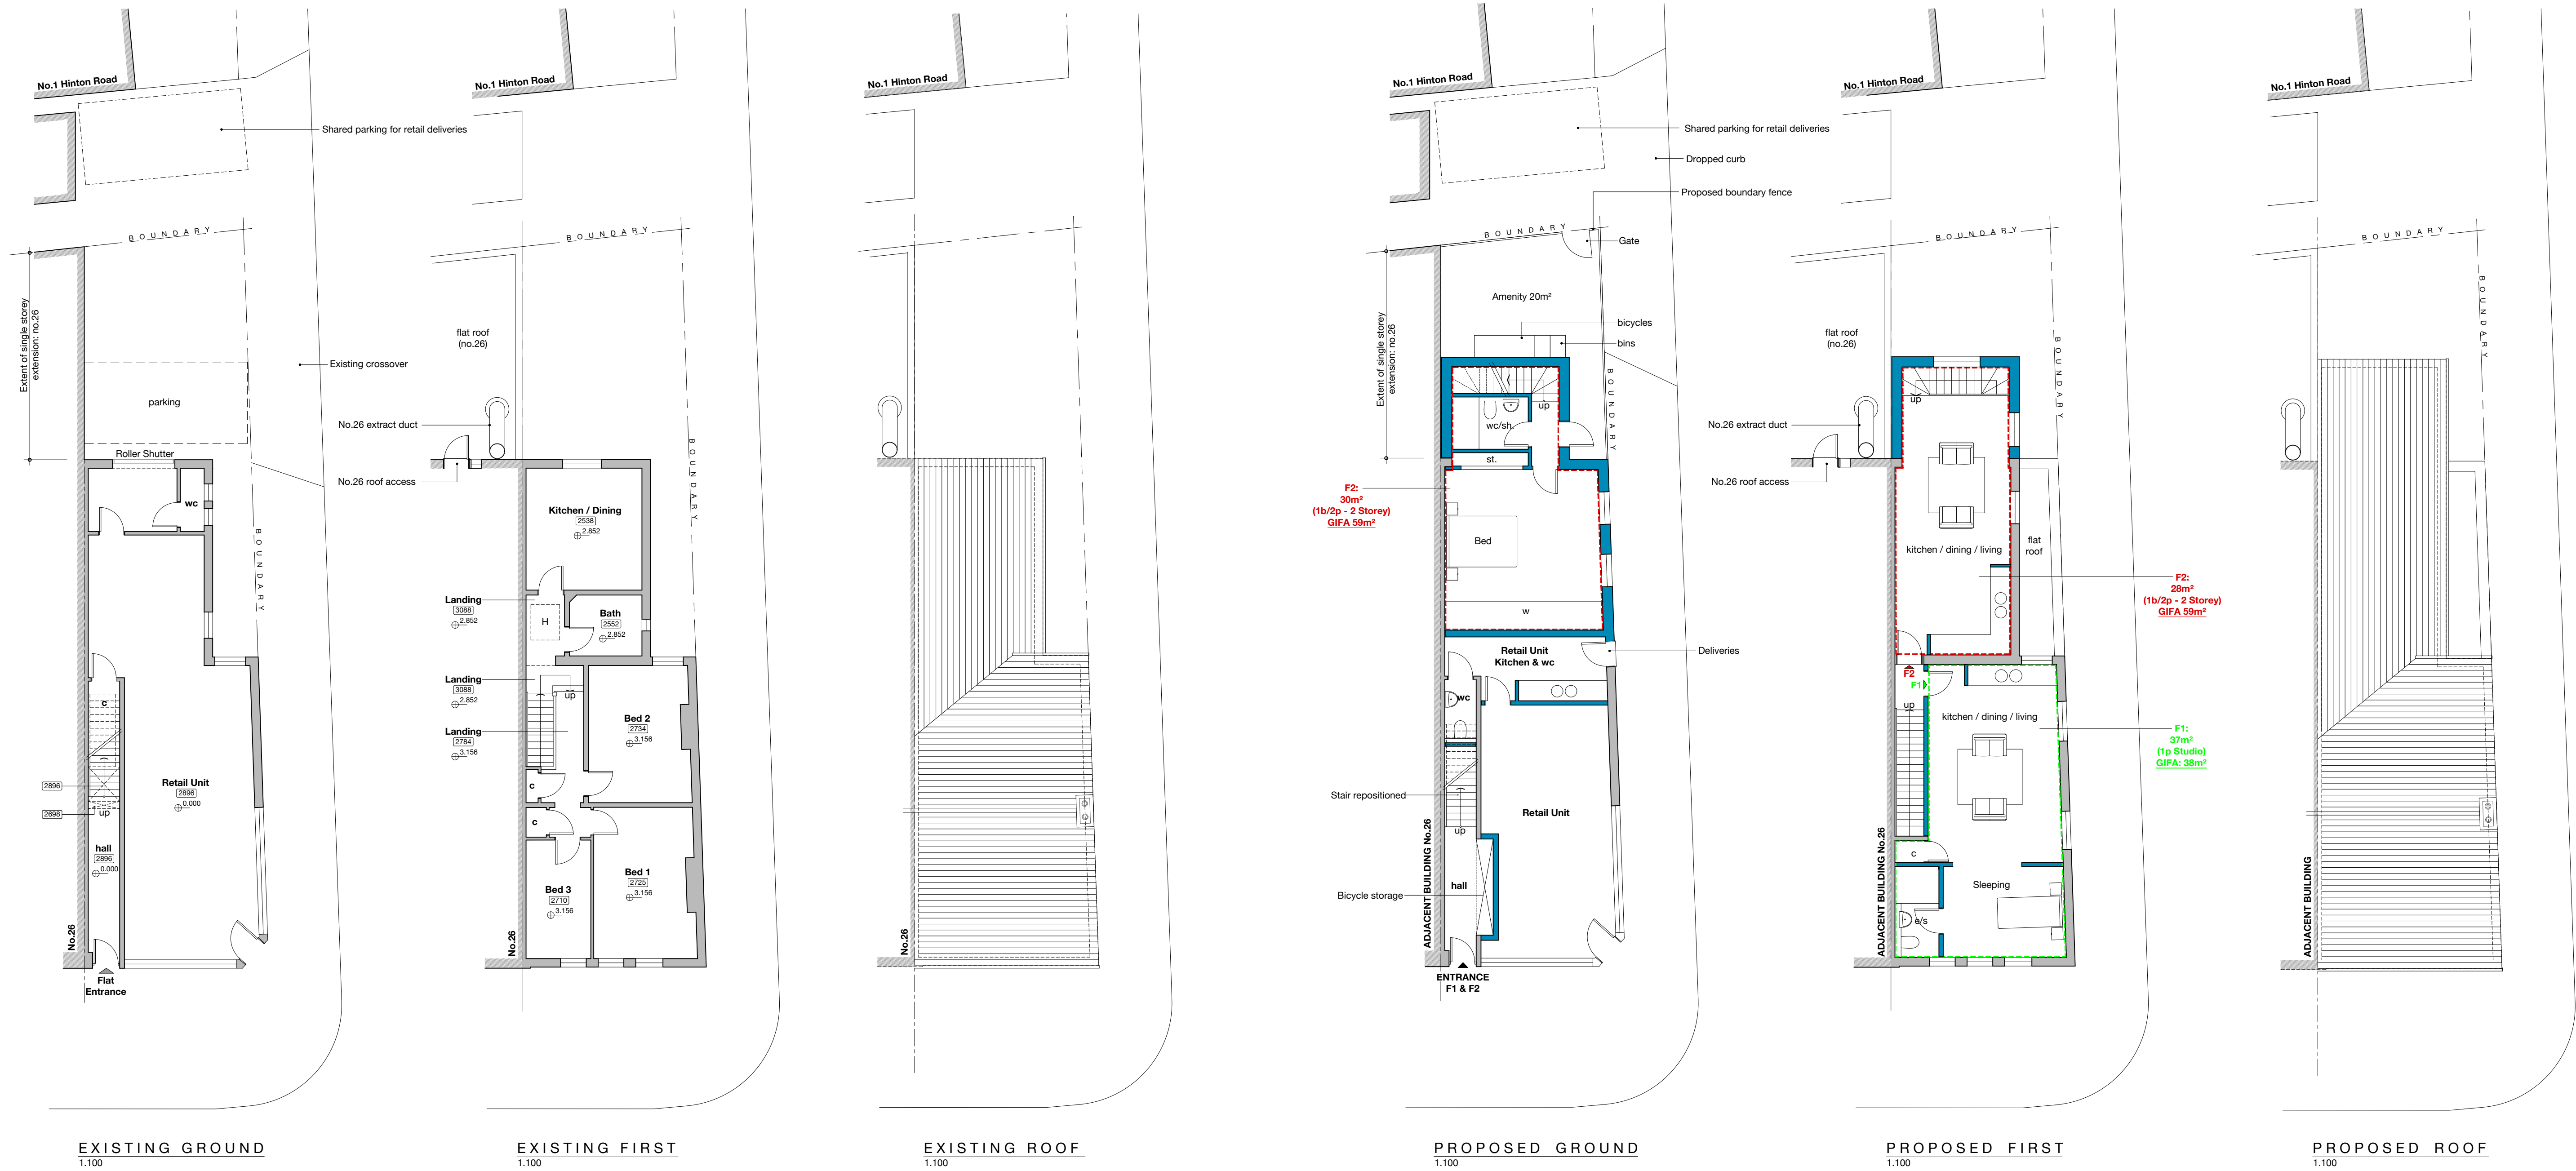 No.1 Hinton Road
Shared parking for retail deliveries
BOUNDARY
Extent of single storey
extension: no.26
Existing crossover
parking
Roller Shutter
wc
BOUNDARY
c
2896
2698
up
Retail Unit
2896
0.000
hall
2896
0.000
No.26
Flat
Entrance
EXISTING GROUND
1.100
No.1 Hinton Road
BOUNDARY
flat roof
(no.26)
No.26 extract duct
No.26 roof access
BOUNDARY
Kitchen / Dining
2538
2.852
Landing
3088
2.852
H
Bath
2552
2.852
Landing
3088
2.852
up
Landing
2784
3.156
Bed 2
2734
3.156
c
c
Bed 1
2725
3.156
Bed 3
2710
3.156
No.26
EXISTING FIRST
1.100
No.1 Hinton Road
No.26
EXISTING ROOF
1.100
No.1 Hinton Road
Shared parking for retail deliveries
Dropped curb
Proposed boundary fence
BOUNDARY
Gate
Extent of single storey
extension: no.26
Amenity 20m²
bicycles
bins
BOUNDARY
up
wc/sh.
st.
F2:
30m²
(1b/2p - 2 Storey)
GIFA 59m²
Bed
w
Retail Unit
Kitchen & wc
Deliveries
wc
Stair repositioned
up
Retail Unit
Bicycle storage
hall
ADJACENT BUILDING No.26
ENTRANCE
F1 & F2
PROPOSED GROUND
1.100
No.1 Hinton Road
BOUNDARY
flat roof
(no.26)
BOUNDARY
up
No.26 extract duct
No.26 roof access
kitchen / dining / living
flat
roof
F2:
28m²
(1b/2p - 2 Storey)
GIFA 59m²
F2
F1
up
kitchen / dining / living
F1:
37m²
(1p Studio)
GIFA: 38m²
c
Sleeping
e/s
ADJACENT BUILDING No.26
PROPOSED FIRST
1.100
No.1 Hinton Road
BOUNDARY
BOUNDARY
ADJACENT BUILDING
PROPOSED ROOF
1.100